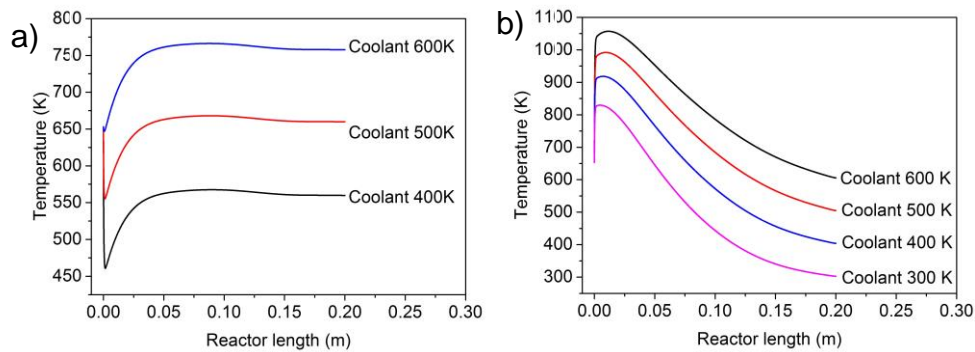 a)
800
750
700
650
600
550
500
450
Temperature (K)
Coolant 600K
Coolant 500K
Coolant 400K
0.00 0.05 0.10 0.15 0.20 0.25 0.30
Reactor length (m)
b)
1100
1000
900
800
700
600
500
400
300
Temperature (K)
Coolant 600 K
Coolant 500 K
Coolant 400 K
Coolant 300 K
0.00 0.05 0.10 0.15 0.20 0.25 0.30
Reactor length (m)